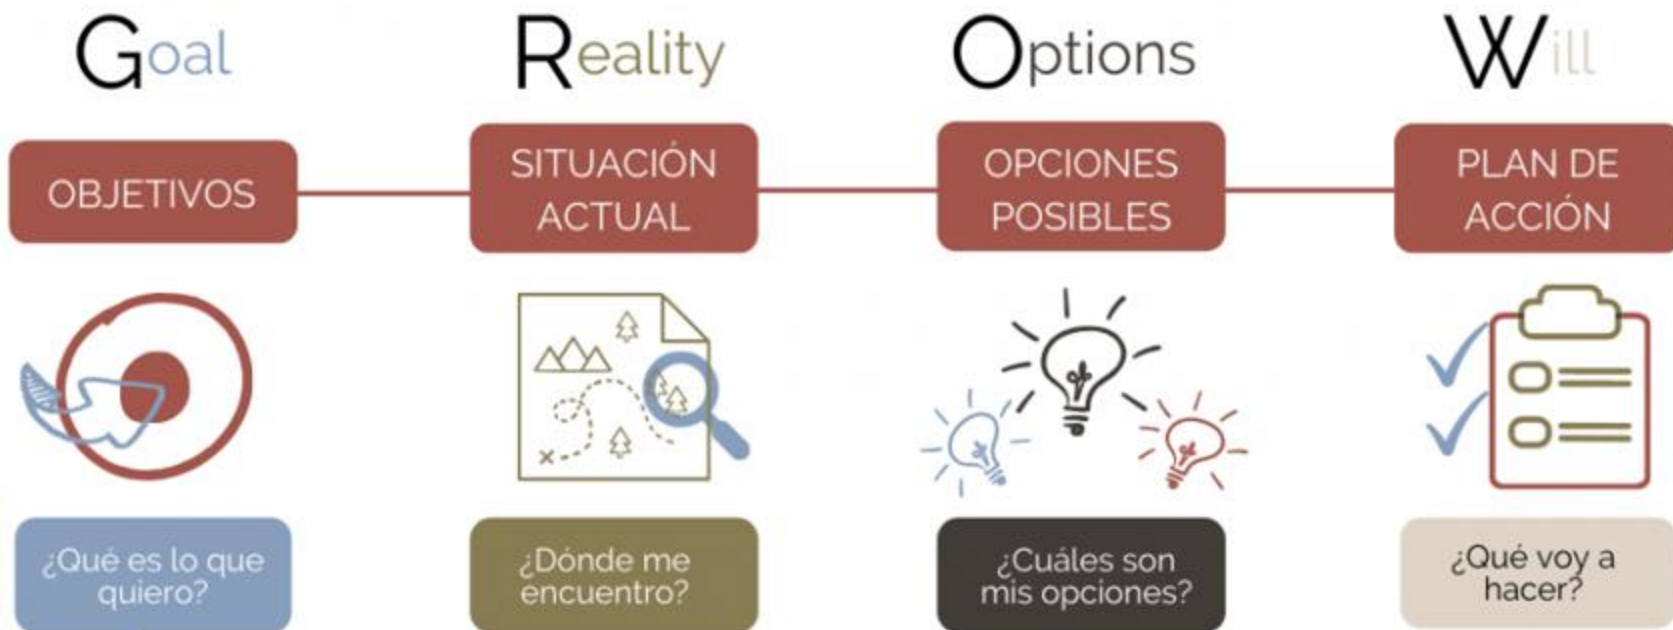 Goal
Reality
Options
Will
OBJETIVOS
SITUACIÓN
ACTUAL
OPCIONES
POSIBLES
PLAN DE
ACCIÓN
¿Qué es lo que
quiero?
¿Dónde me
encuentro?
¿Cuáles son
mis opciones?
¿Qué voy a
hacer?